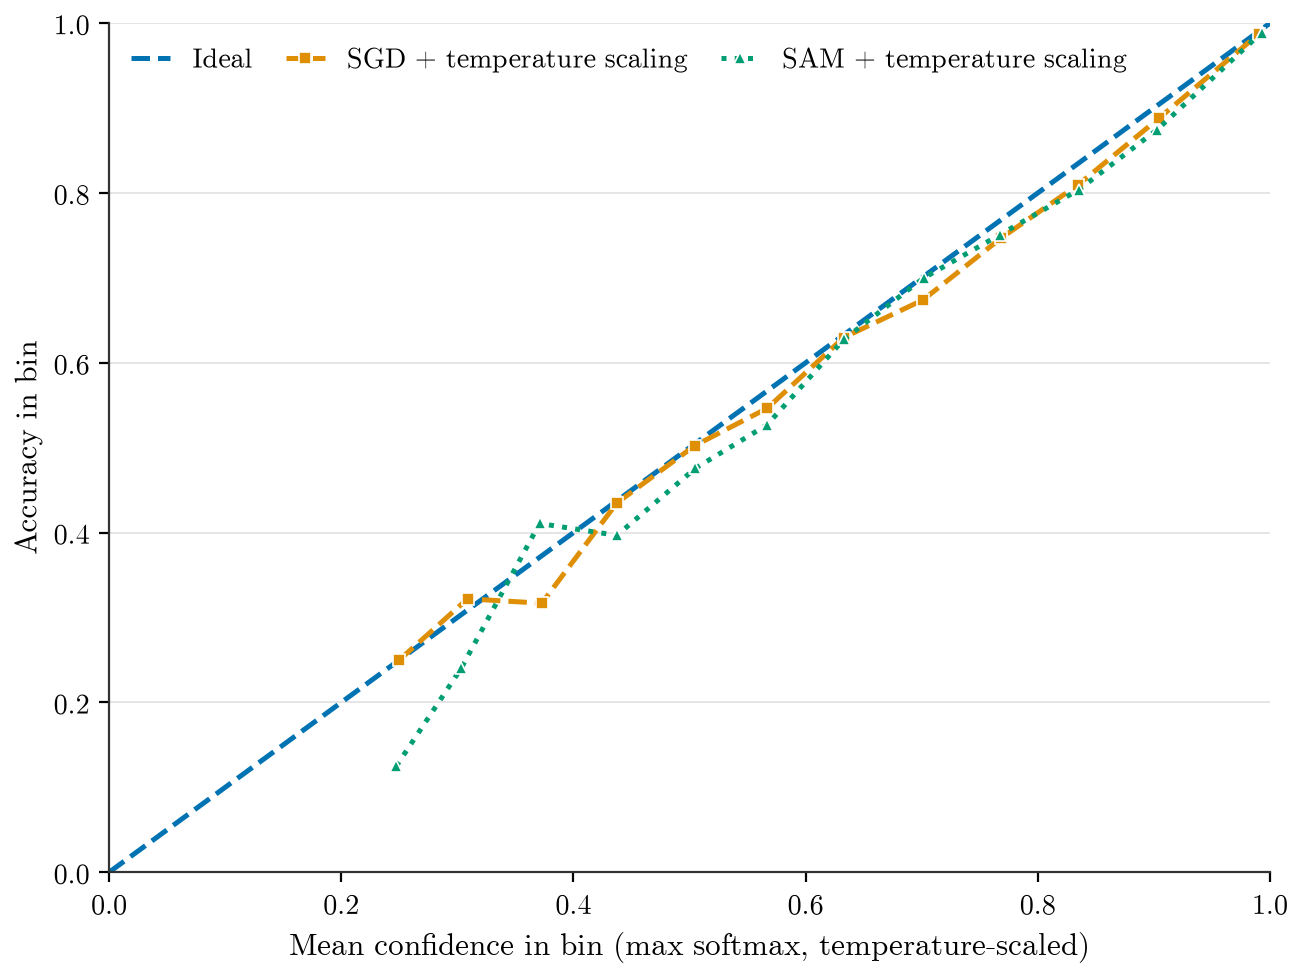 1.0
Ideal SGD + temperature scaling SAM + temperature scaling
0.8
0.6
0.4
0.2
0.0
Accuracy in bin
0.0 0.2 0.4 0.6 0.8 1.0
Mean confidence in bin (max softmax, temperature-scaled)